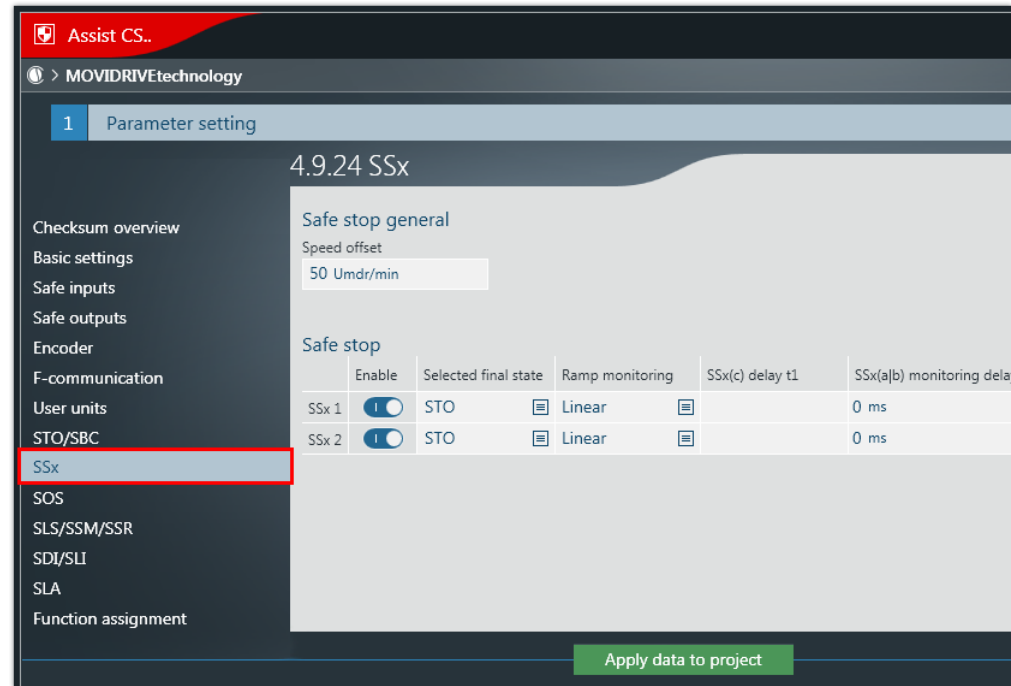 Assist CS..
> MOVIDRIVEtechnology
1 Parameter setting
4.9.24 SSx
Checksum overview
Basic settings
Safe inputs
Safe outputs
Encoder
F-communication
User units
STO/SBC
SSx
SOS
SLS/SSM/SSR
SDI/SLI
SLA
Function assignment
Safe stop general
Speed offset
50 Umdr/min
Safe stop
Enable Selected final state Ramp monitoring SSx(c) delay t1 SSx(a|b) monitoring dela
SSx 1 STO Linear 0 ms
SSx 2 STO Linear 0 ms
Apply data to project